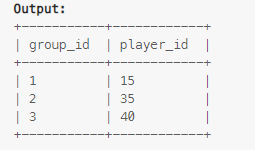 Output:
+-----------+------------+
| group_id  | player_id  |
+-----------+------------+
| 1         | 15         |
| 2         | 35         |
| 3         | 40         |
+-----------+------------+